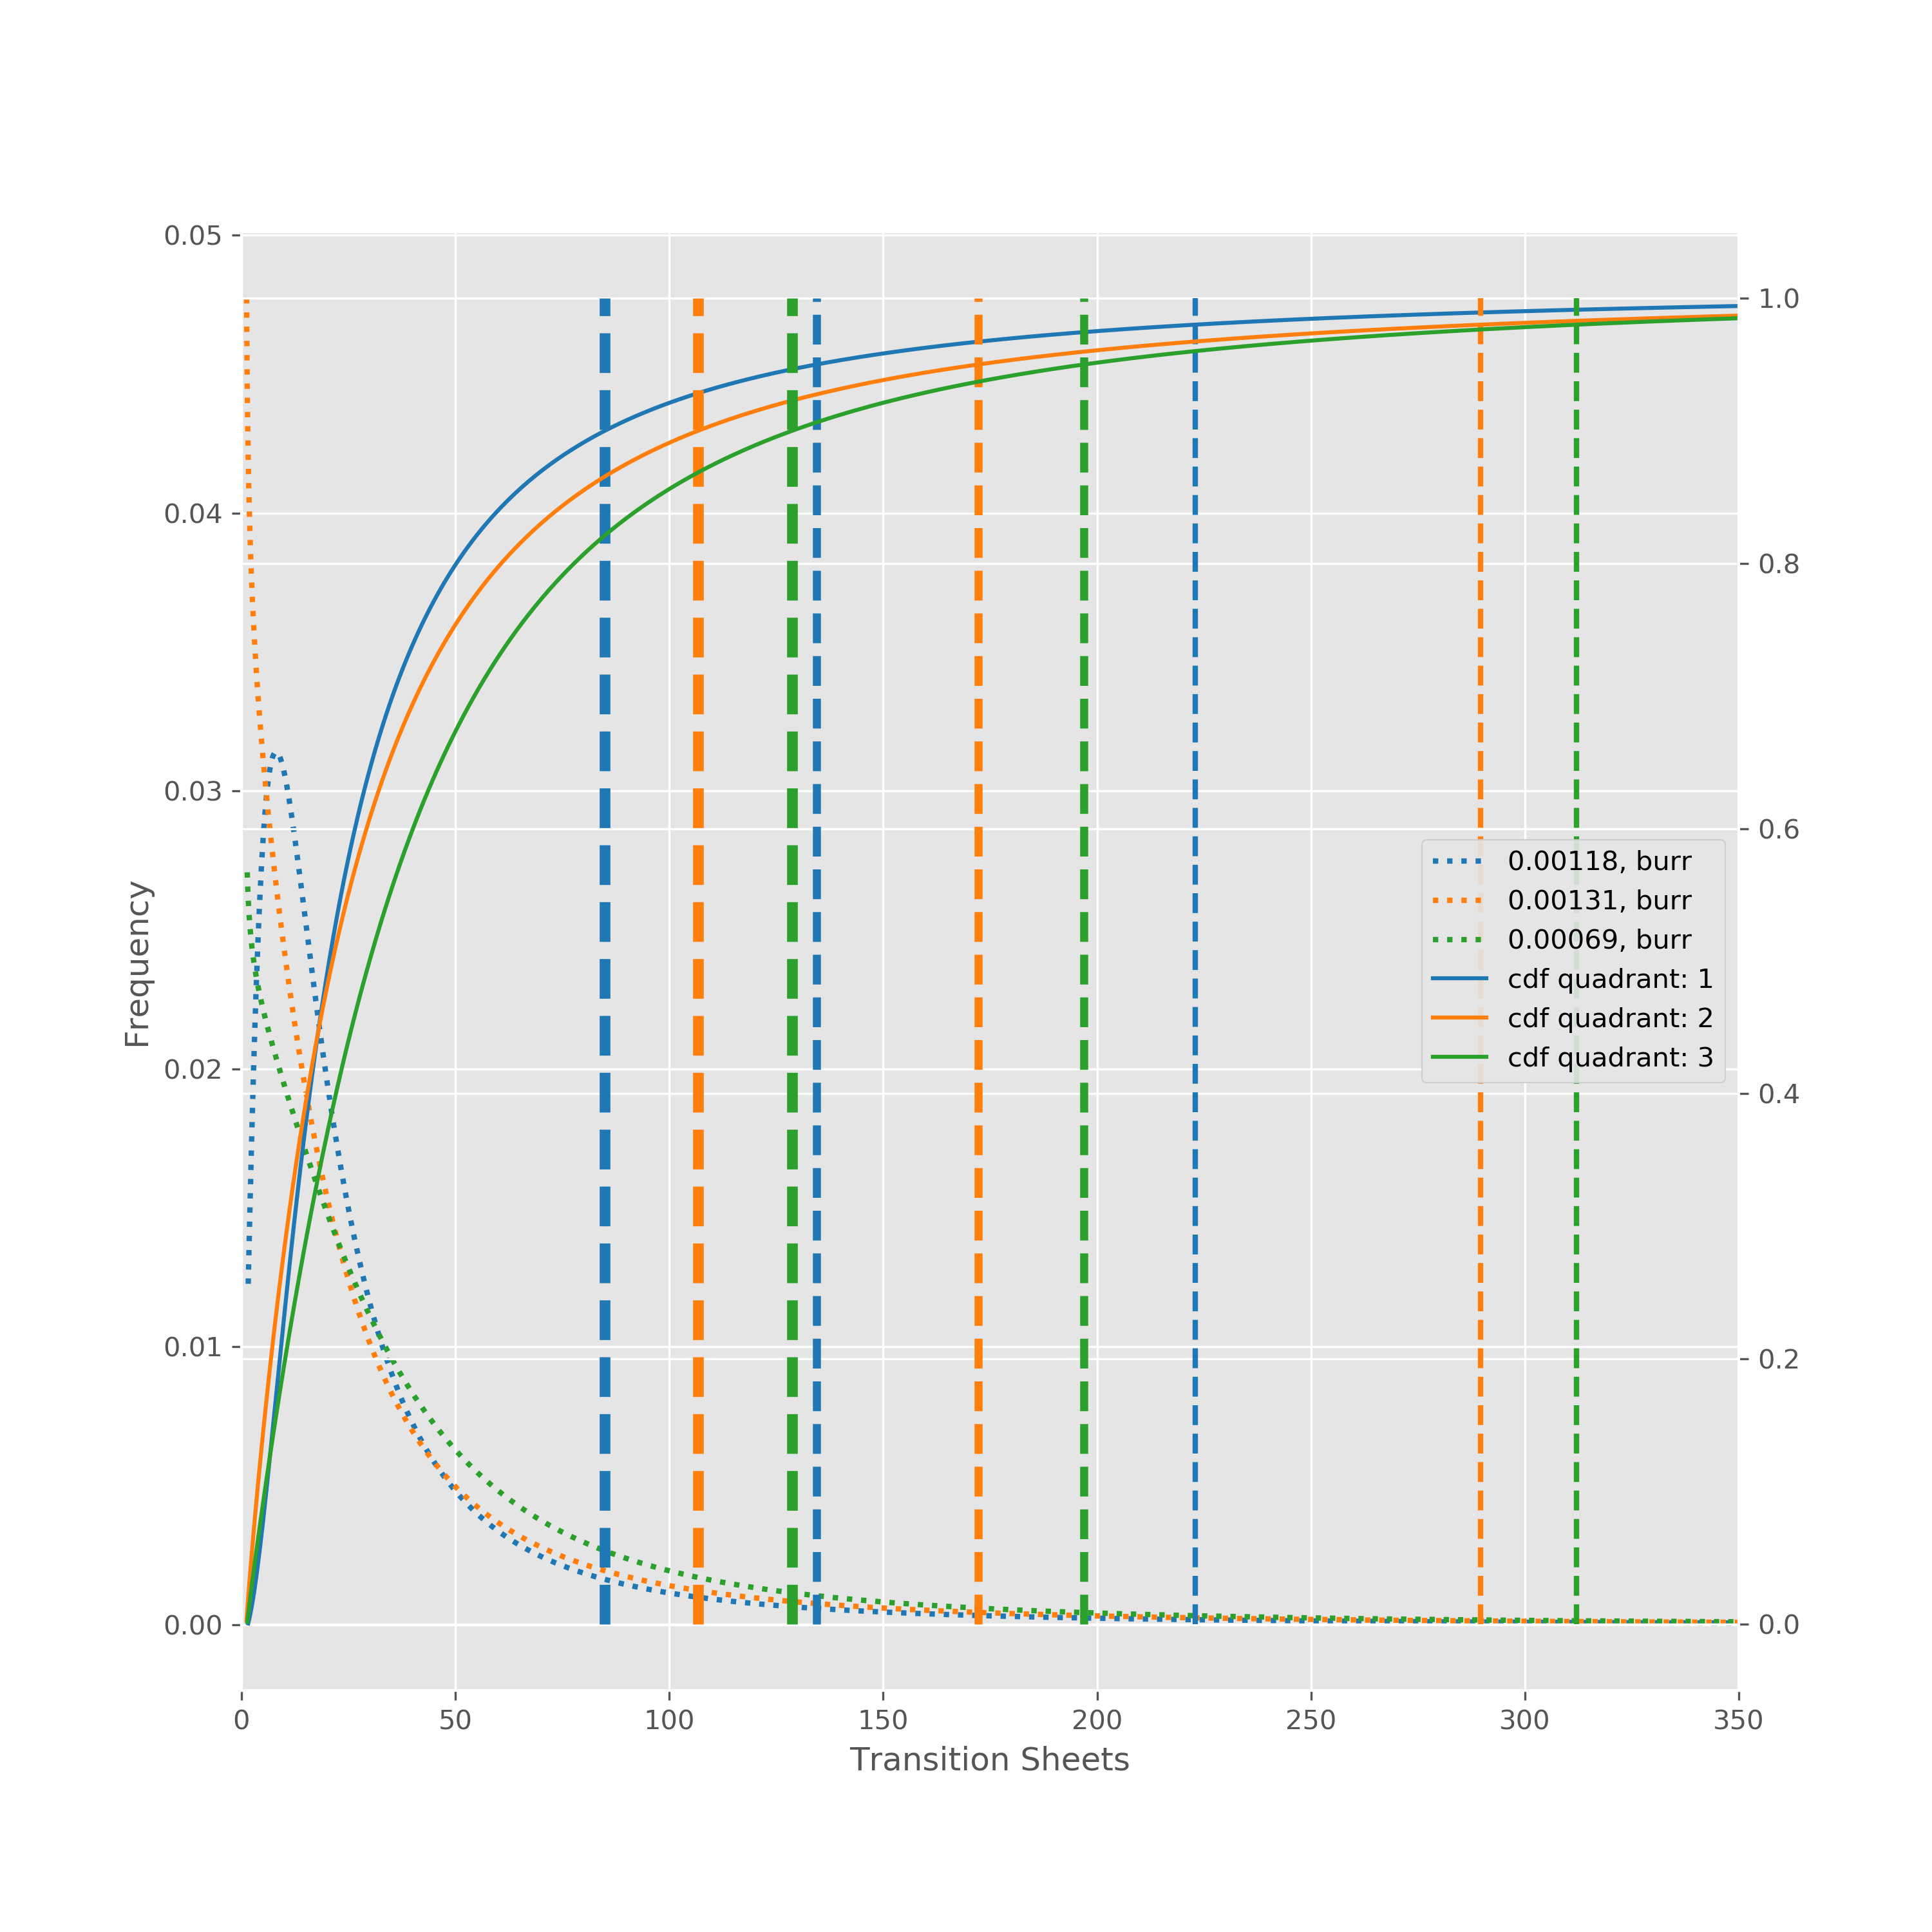 0.05
0.04
0.03
0.02
0.01
0.00
Frequency
1.0
0.8
0.6
0.4
0.2
0.0
0.00118, burr
0.00131, burr
0.00069, burr
cdf quadrant: 1
cdf quadrant: 2
cdf quadrant: 3
0 50 100 150 200 250 300 350
Transition Sheets